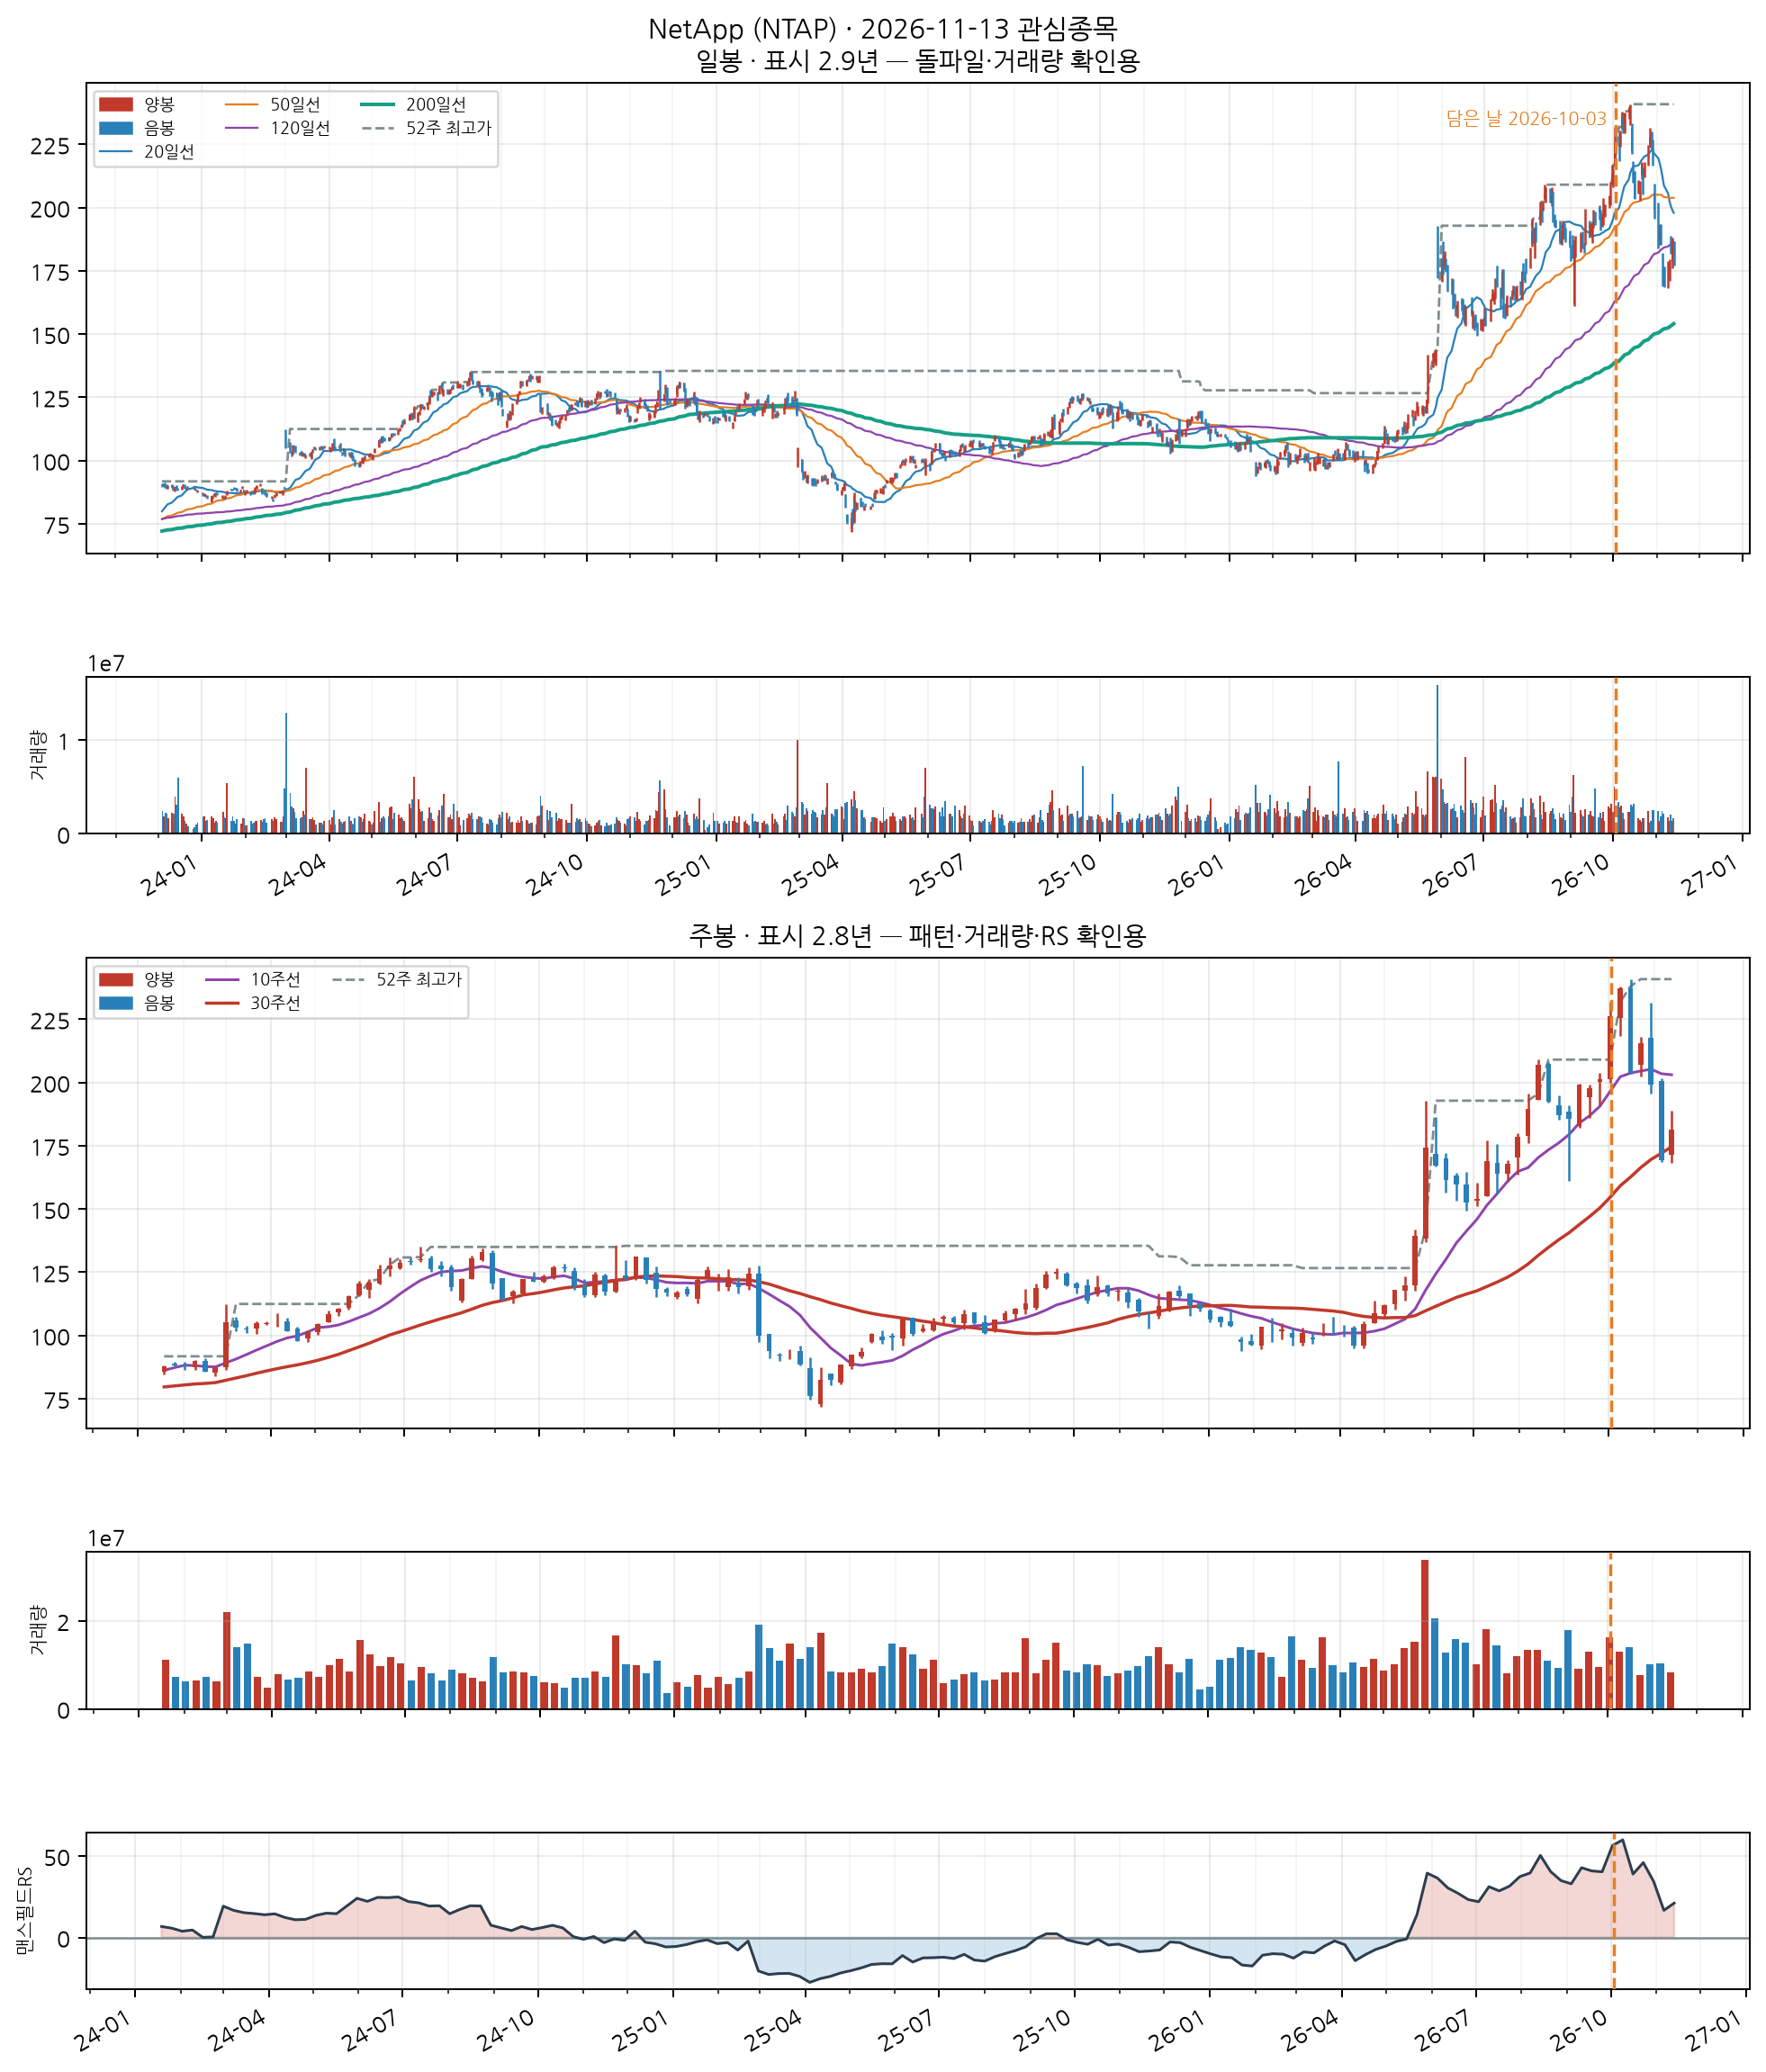 NetApp (NTAP) · 2026-11-13 관심종목
일봉 · 표시 2.9년 — 돌파일·거래량 확인용
양봉
음봉
20일선
50일선
120일선
200일선
52주 최고가
담은 날 2026-10-03
225
200
175
150
125
100
75
1e7
거래량
1
0
24-01
24-04
24-07
24-10
25-01
25-04
25-07
25-10
26-01
26-04
26-07
26-10
27-01
주봉 · 표시 2.8년 — 패턴·거래량·RS 확인용
양봉
음봉
10주선
30주선
52주 최고가
225
200
175
150
125
100
75
1e7
거래량
2
0
맨스필드RS
50
0
24-01
24-04
24-07
24-10
25-01
25-04
25-07
25-10
26-01
26-04
26-07
26-10
27-01